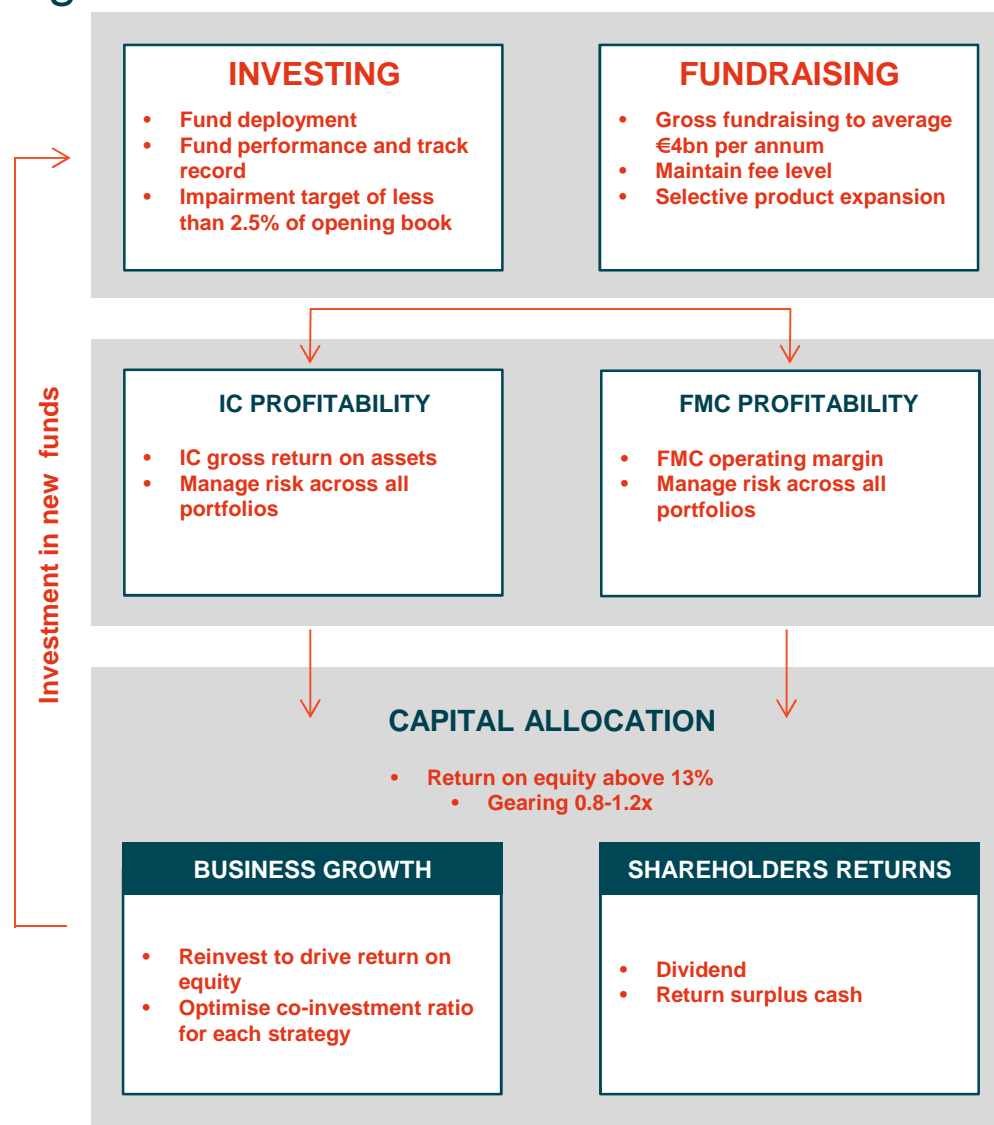 INVESTING
• Fund deployment
• Fund performance and track
record
• Impairment target of less
than 2.5% of opening book
FUNDRAISING
• Gross fundraising to average
€4bn per annum
• Maintain fee level
• Selective product expansion
Investment in new funds
IC PROFITABILITY
• IC gross return on assets
• Manage risk across all
portfolios
FMC PROFITABILITY
• FMC operating margin
• Manage risk across all
portfolios
CAPITAL ALLOCATION
• Return on equity above 13%
• Gearing 0.8-1.2x
BUSINESS GROWTH
• Reinvest to drive return on
equity
• Optimise co-investment ratio
for each strategy
SHAREHOLDERS RETURNS
• Dividend
• Return surplus cash